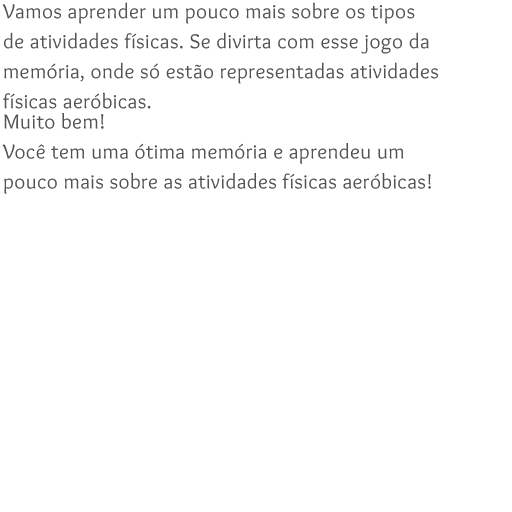 Vamos aprender um pouco mais sobre os tipos
de atividades físicas. Se divirta com esse jogo da
memória, onde só estão representadas atividades
físicas aeróbicas.
Muito bem!
Você tem uma ótima memória e aprendeu um
pouco mais sobre as atividades físicas aeróbicas!